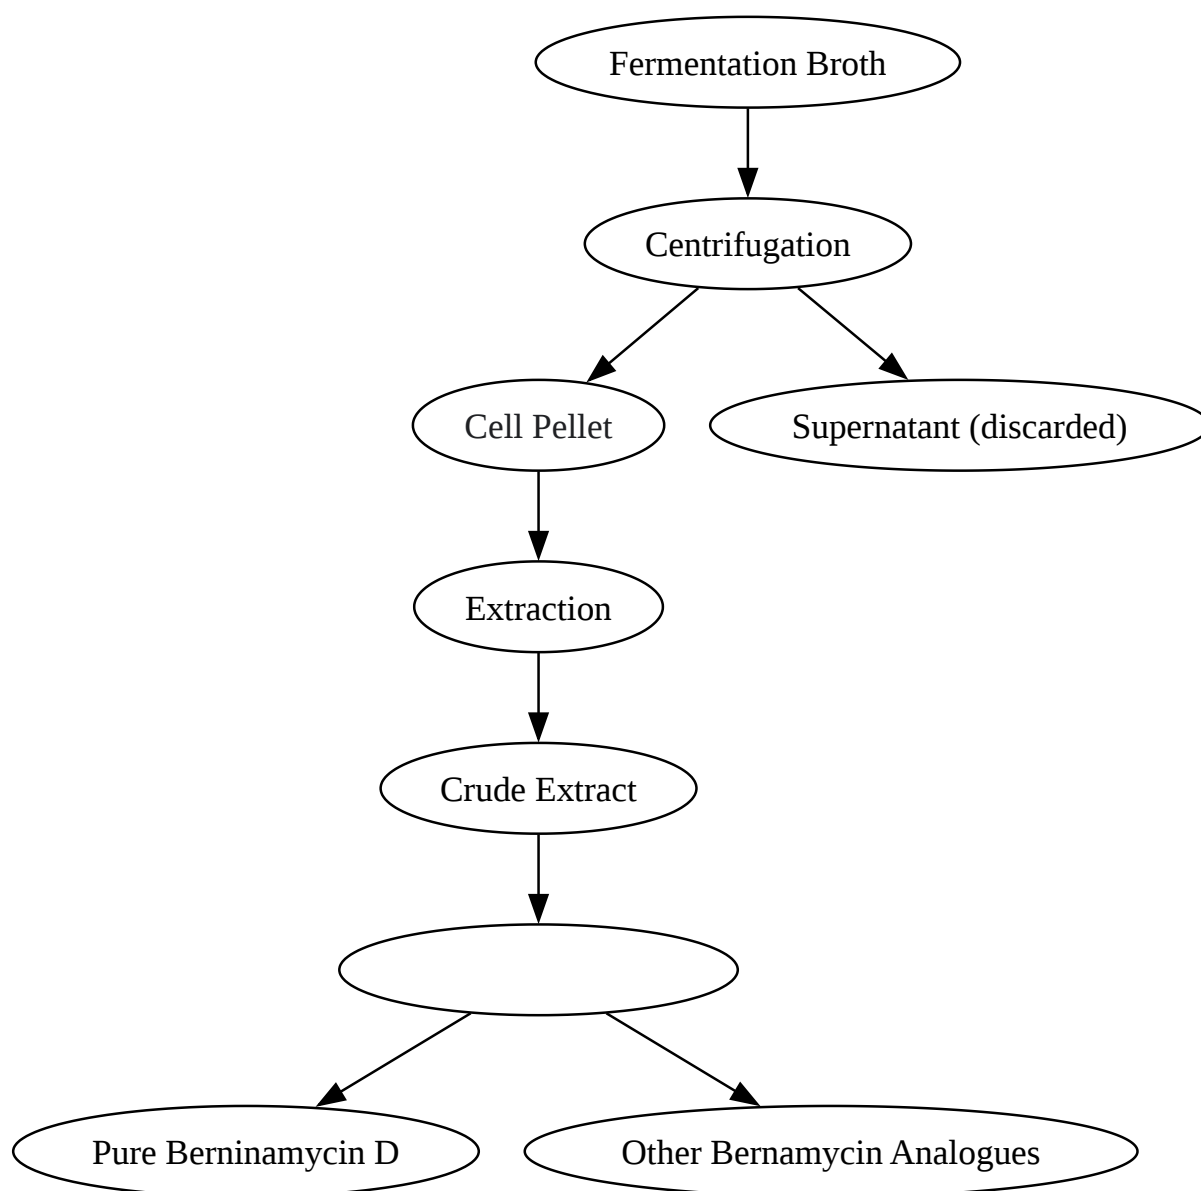 Fermentation Broth
Centrifugation
Cell Pellet
Supernatant (discarded)
Extraction
Crude Extract
Pure Berninamycin D
Other Bernamycin Analogues